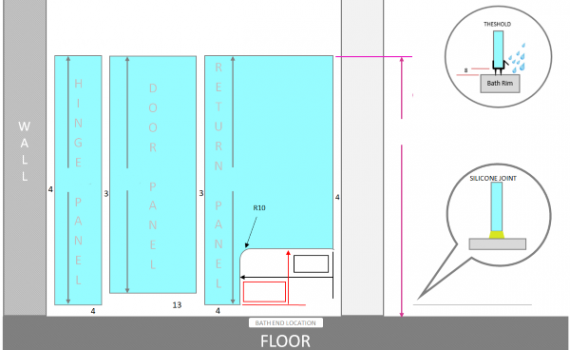 THESHOLD
8
Bath Rim
WALL
HINGE PANEL
DOOR PANEL
RETURN PANEL
4
3
3
4
SILICONE JOINT
R10
4
13
4
BATH END LOCATION
FLOOR